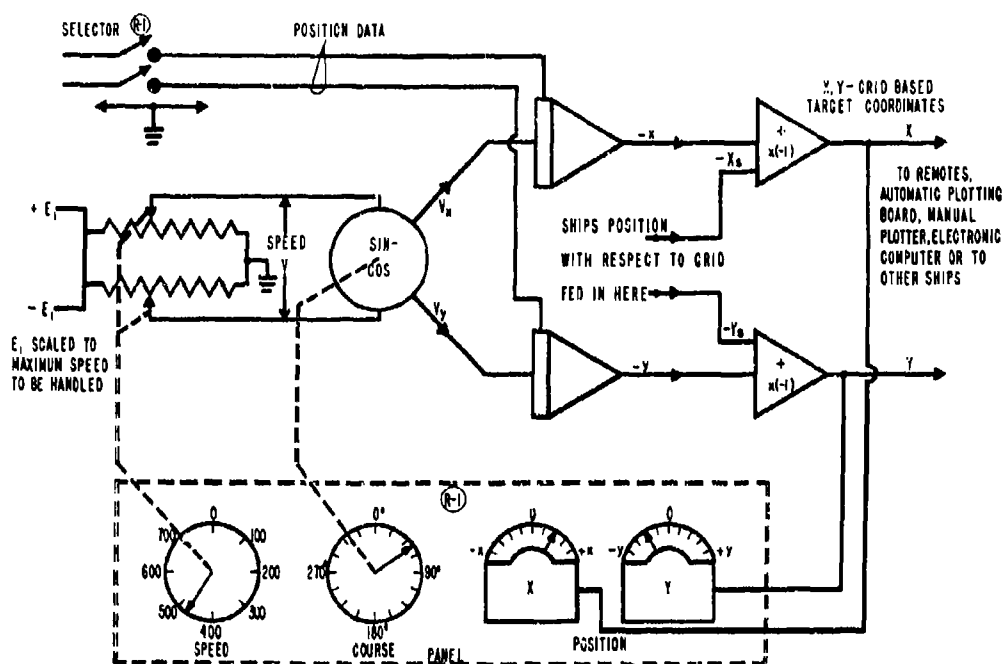 SELECTOR R-1
POSITION DATA
X,Y-GRID BASED
TARGET COORDINATES
-x
+
x(-1)
X
-Xs
TO REMOTES,
AUTOMATIC PLOTTING
BOARD, MANUAL
PLOTTER, ELECTRONIC
COMPUTER OR TO
OTHER SHIPS
Vx
+ E1
- E1
SPEED
V
SIN-
COS
SHIPS POSITION
WITH RESPECT TO GRID
FED IN HERE
Vy
-Ys
-y
+
x(-1)
Y
E1 SCALED TO
MAXIMUM SPEED
TO BE HANDLED
R-1
0
100
200
300
400
500
600
700
SPEED
0°
90°
180°
270°
COURSE
0
-x
+x
X
0
-y
+y
Y
POSITION
PANEL